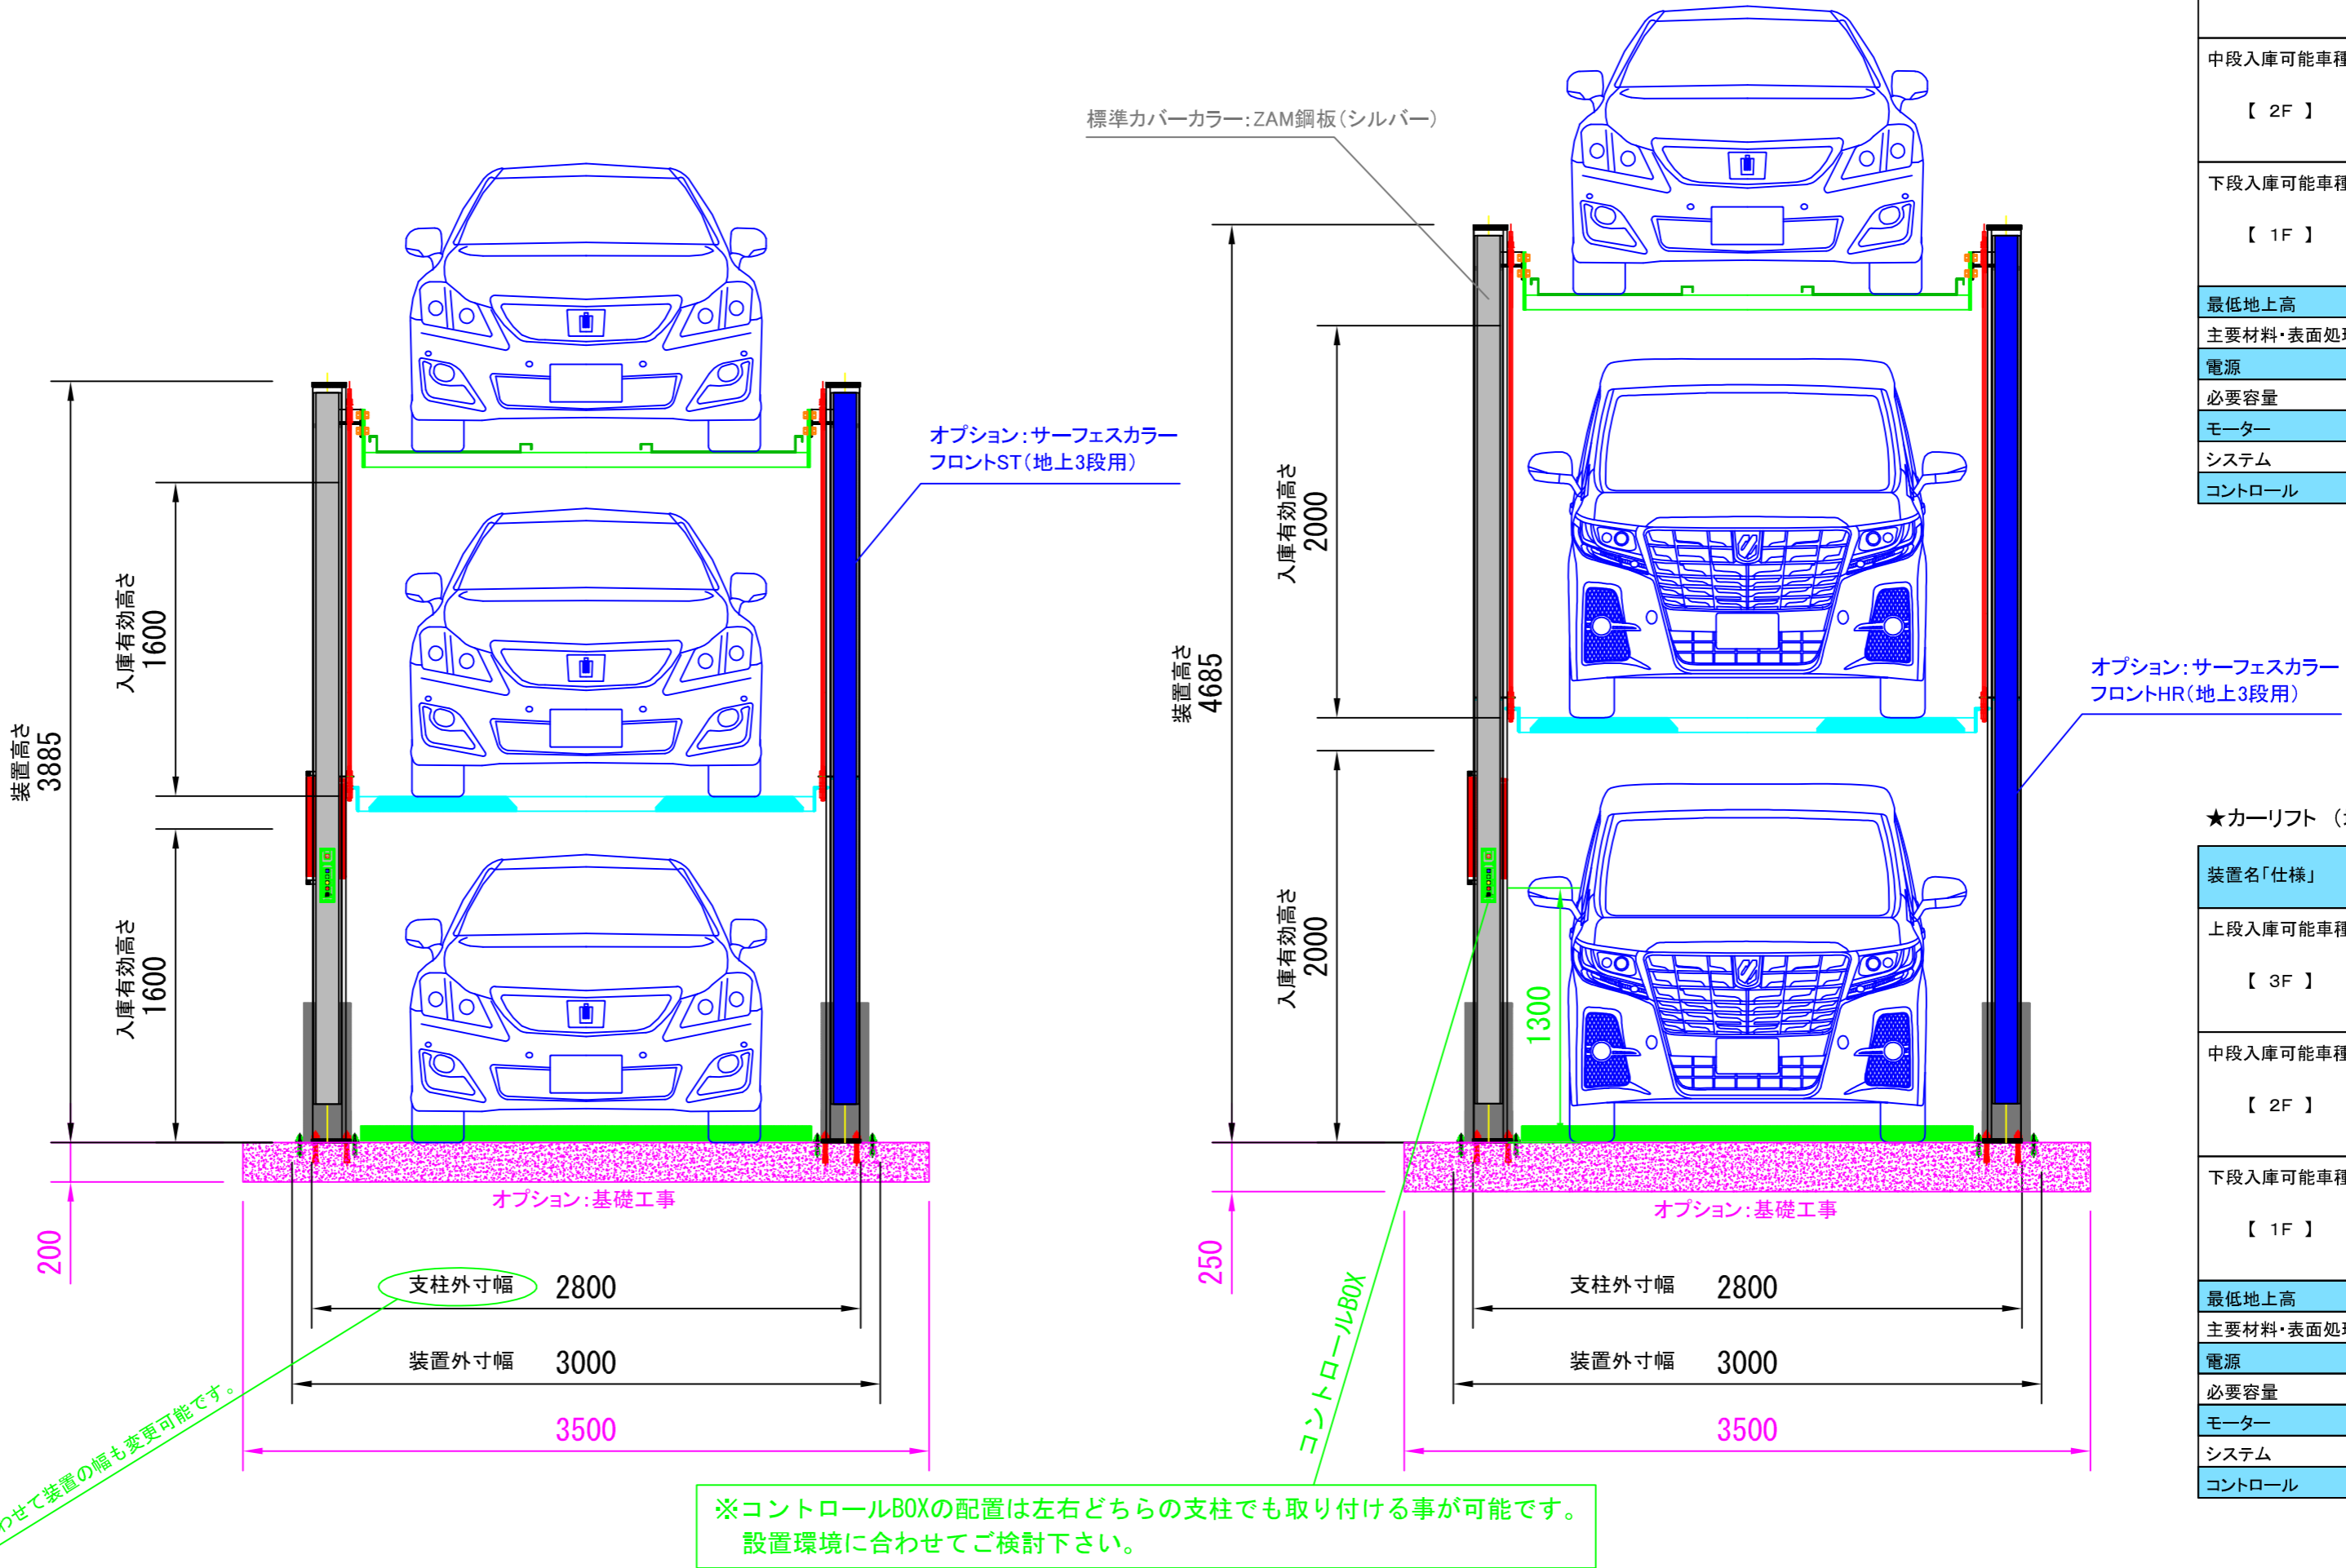 標準カバーカラー:ZAM鋼板(シルバー)
オプション:サーフェスカラー
フロントST(地上3段用)
装置高さ
3885
入庫有効高さ
1600
入庫有効高さ
1600
200
オプション:基礎工事
支柱外寸幅 2800
装置外寸幅 3000
3500
わせて装置の幅も変更可能です。
装置高さ
4685
入庫有効高さ
2000
入庫有効高さ
2000
1300
250
オプション:サーフェスカラー
フロントHR(地上3段用)
オプション:基礎工事
支柱外寸幅 2800
装置外寸幅 3000
3500
コントロールBOX
※コントロールBOXの配置は左右どちらの支柱でも取り付ける事が可能です。
設置環境に合わせてご検討下さい。
中段入庫可能車種
【 2F 】
下段入庫可能車種
【 1F 】
最低地上高
主要材料・表面処理
電源
必要容量
モーター
システム
コントロール
★カーリフト (
装置名「仕様」
上段入庫可能車種
【 3F 】
中段入庫可能車種
【 2F 】
下段入庫可能車種
【 1F 】
最低地上高
主要材料・表面処理
電源
必要容量
モーター
システム
コントロール